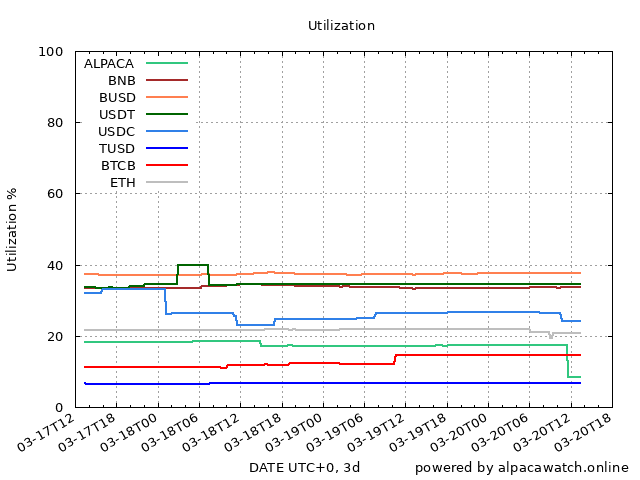 Utilization
100
80
60
40
20
0
Utilization %
ALPACA
BNB
BUSD
USDT
USDC
TUSD
BTCB
ETH
03-17T12
03-17T18
03-18T00
03-18T06
03-18T12
03-18T18
03-19T00
03-19T06
03-19T12
03-19T18
03-20T00
03-20T06
03-20T12
03-20T18
DATE UTC+0, 3d
powered by alpacawatch.online